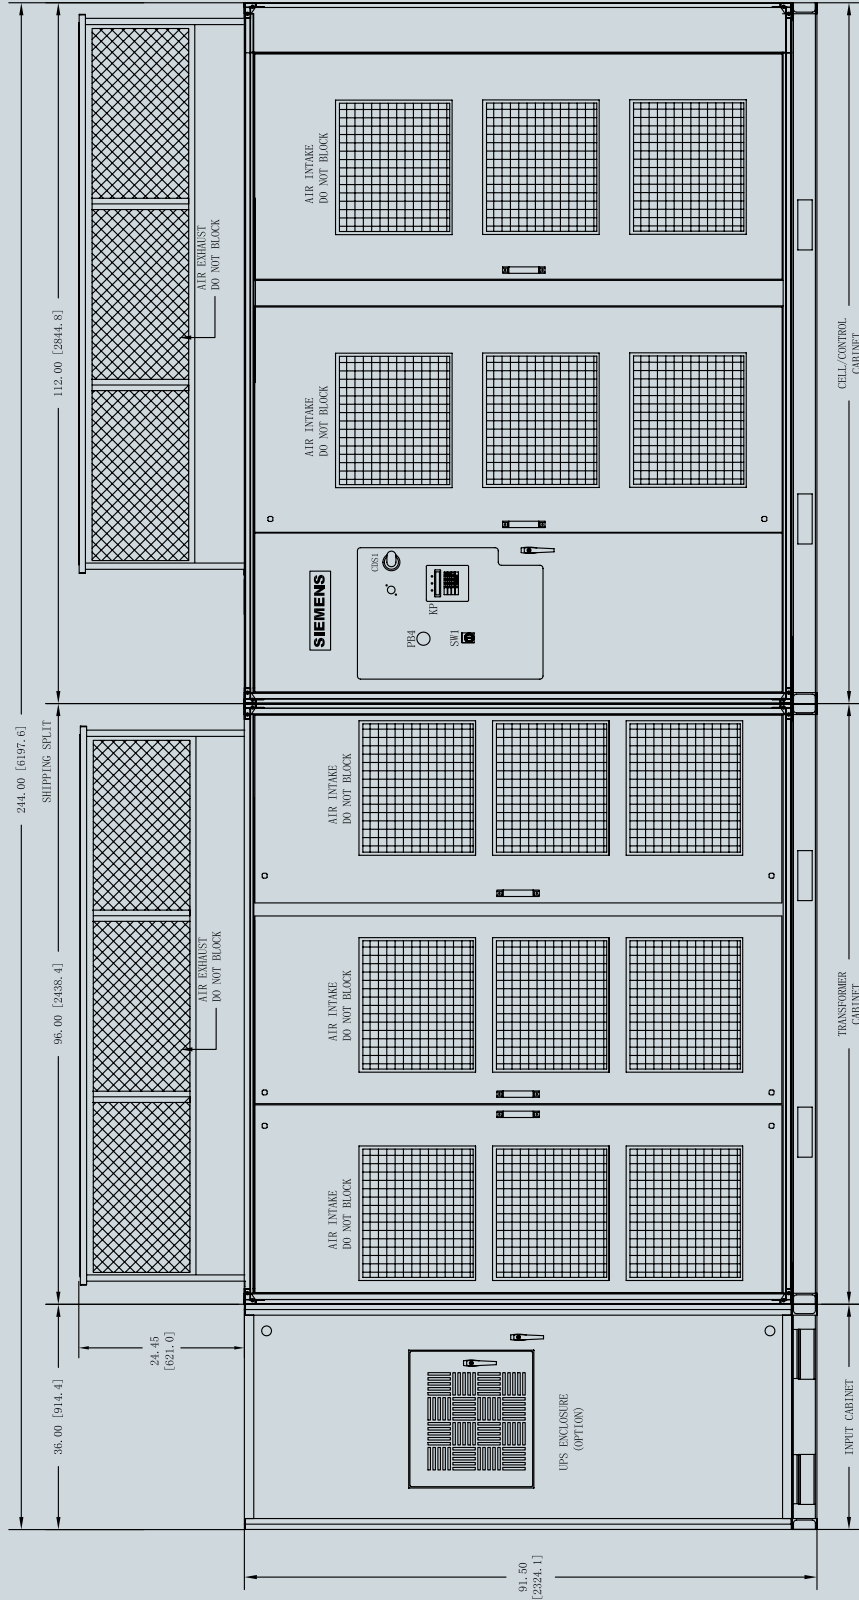 244.00 [6197.6]
36.00 [914.4]
96.00 [2438.4]
SHIPPING SPLIT
112.00 [2844.8]
24.45
[621.0]
AIR EXHAUST
DO NOT BLOCK
AIR EXHAUST
DO NOT BLOCK
91.50
[2324.1]
UPS ENCLOSURE
(OPTION)
AIR INTAKE
DO NOT BLOCK
AIR INTAKE
DO NOT BLOCK
AIR INTAKE
DO NOT BLOCK
SIEMENS
CDS1
KP
PB4
SW1
AIR INTAKE
DO NOT BLOCK
AIR INTAKE
DO NOT BLOCK
INPUT CABINET
TRANSFORMER
CABINET
CELL/CONTROL
CABINET